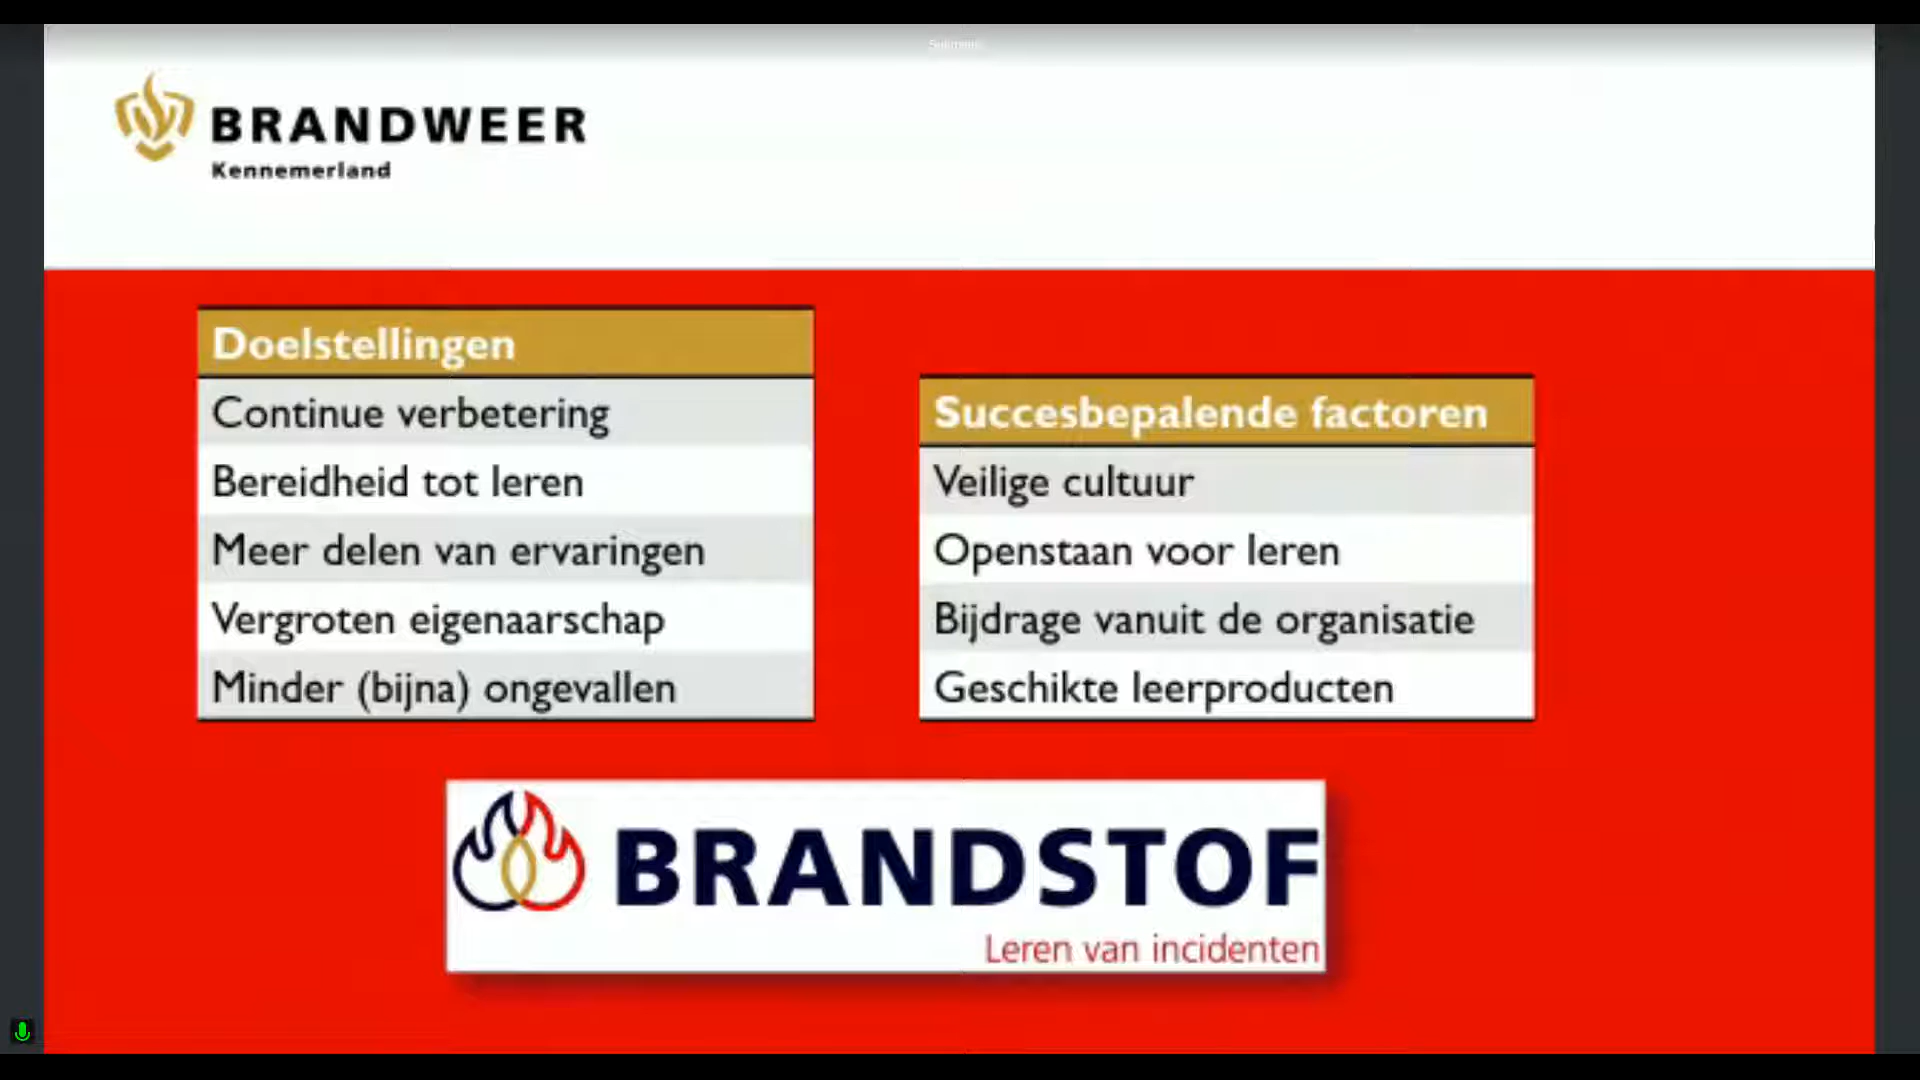 BRANDWEER
Kennemerland
Doelstellingen
Continue verbetering
Bereidheid tot leren
Meer delen van ervaringen
Vergroten eigenaarschap
Minder (bijna) ongevallen
Succesbepalende factoren
Veilige cultuur
Openstaan voor leren
Bijdrage vanuit de organisatie
Geschikte leerproducten
BRANDSTOF
Leren van incidenten